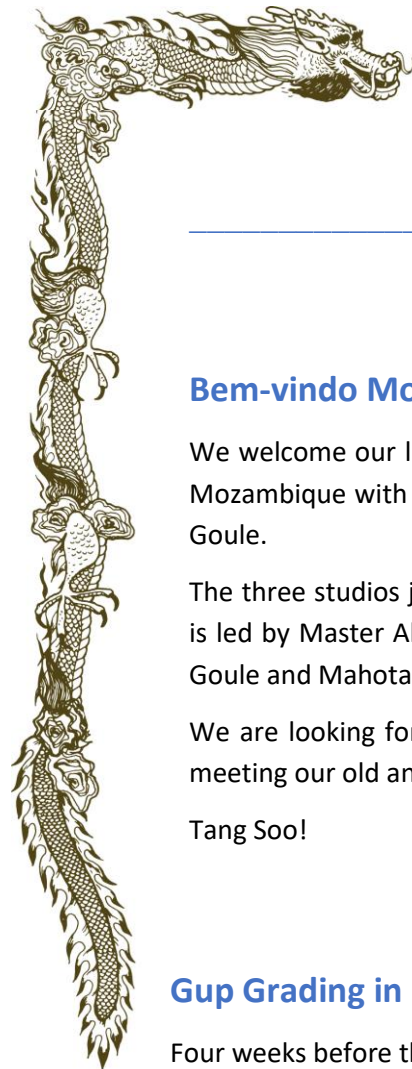 Bem-vindo Mo
We welcome our I
Mozambique with
Goule.
The three studios j
is led by Master Al
Goule and Mahota
We are looking for
meeting our old an
Tang Soo!
Gup Grading in
Four weeks before th